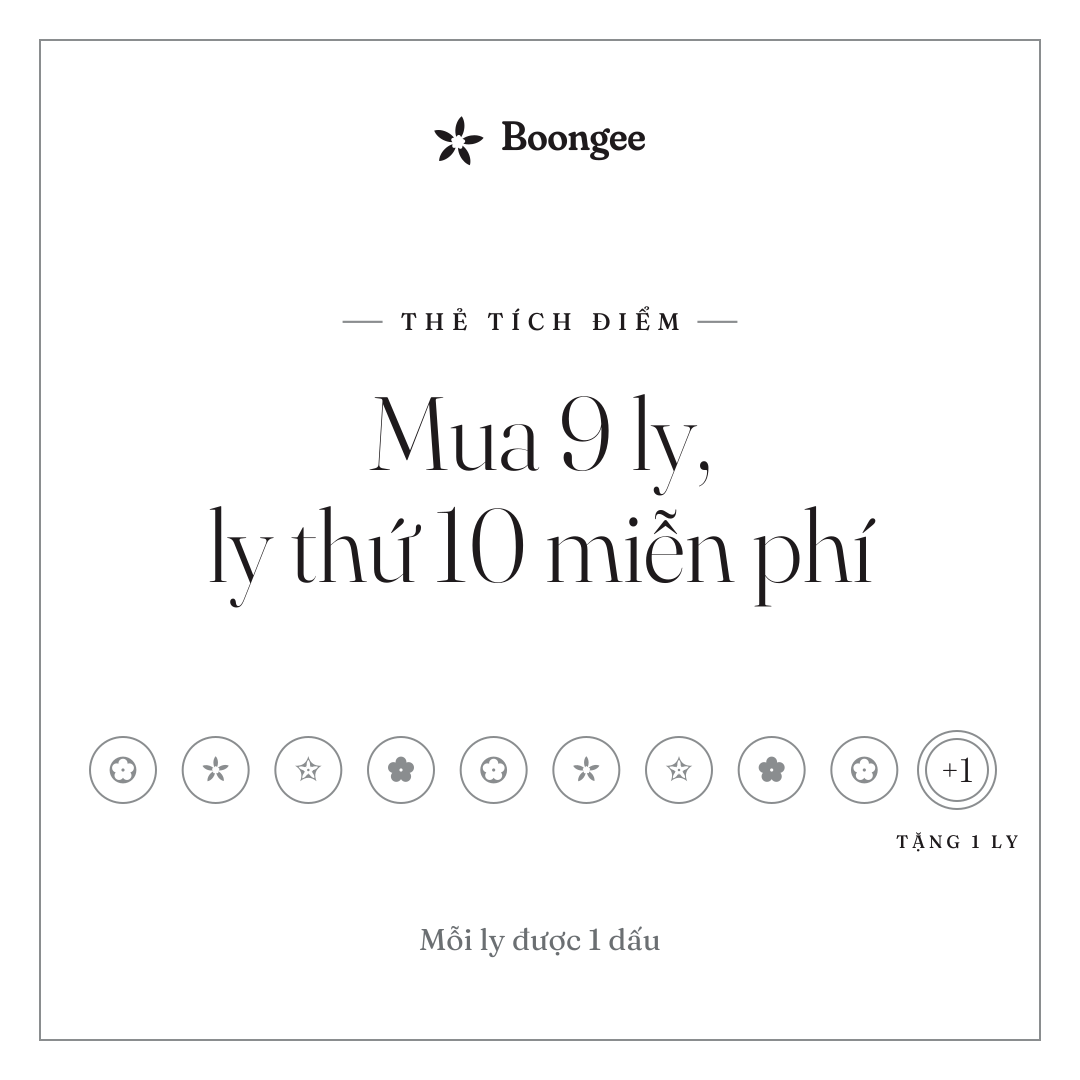 Boongee
THẺ TÍCH ĐIỂM
Mua 9 ly,
ly thứ 10 miễn phí
+1
TẶNG 1 LY
Mỗi ly được 1 dấu